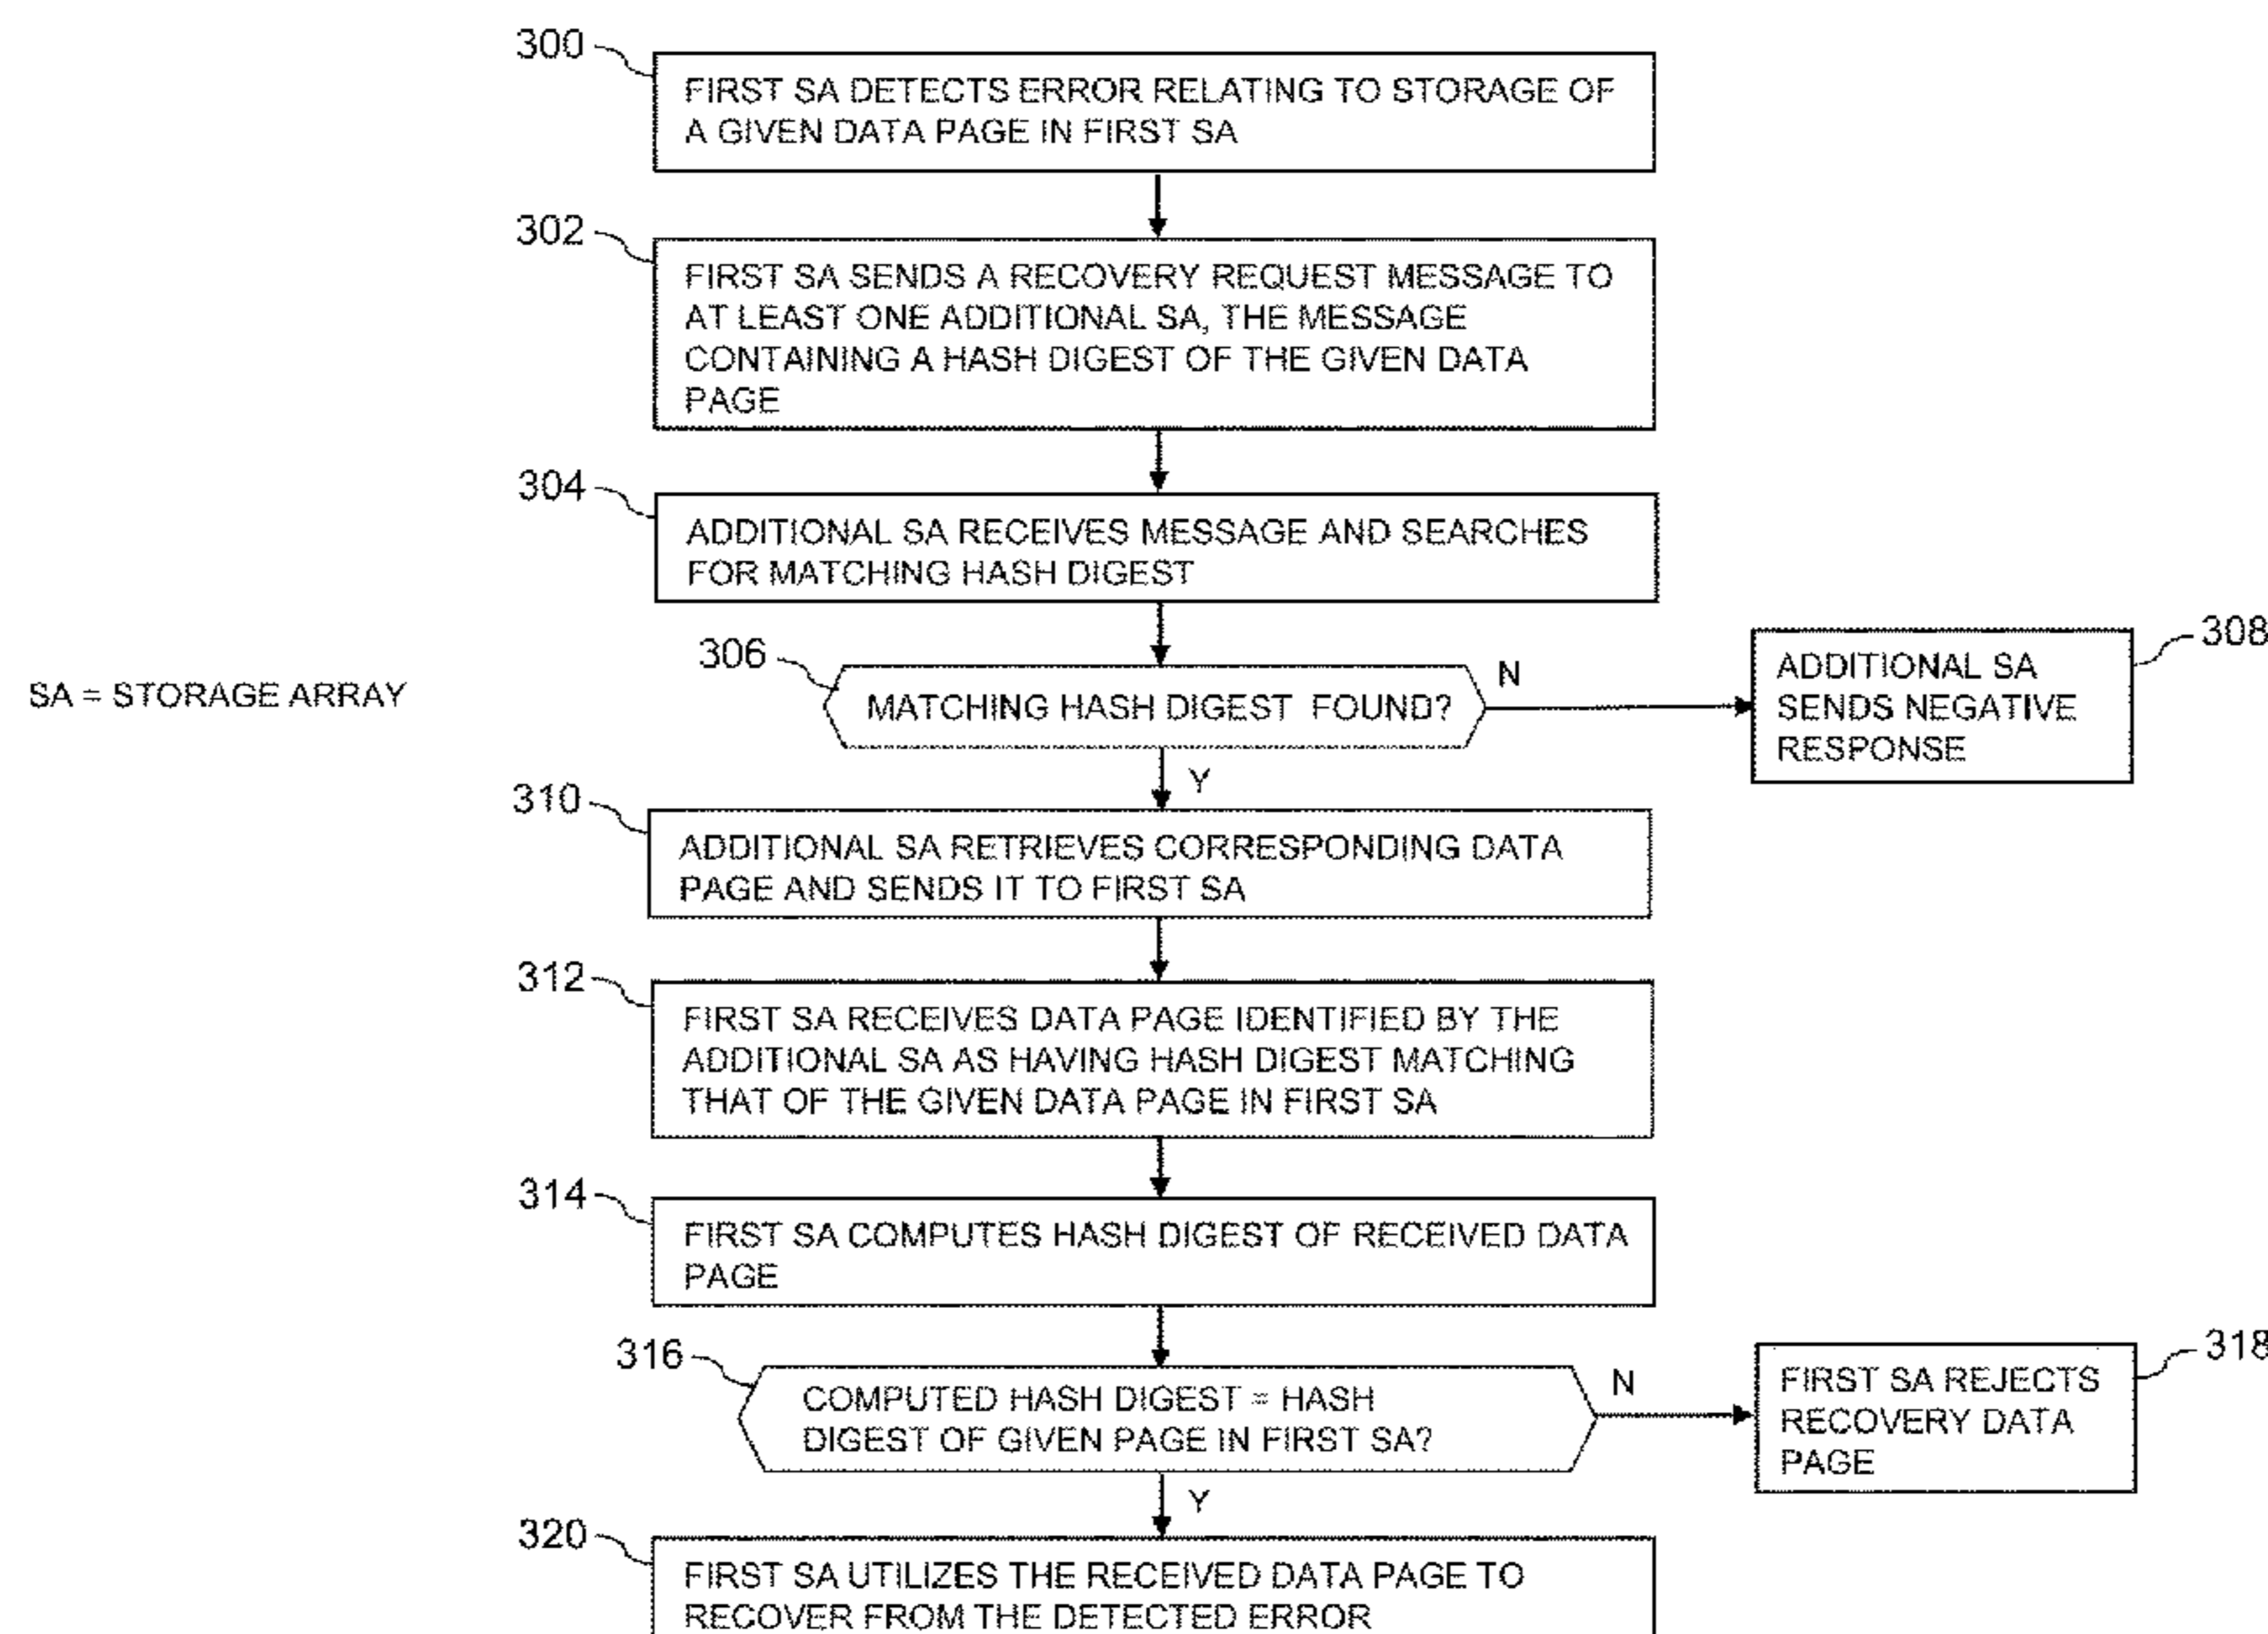 300
FIRST SA DETECTS ERROR RELATING TO STORAGE OF
A GIVEN DATA PAGE IN FIRST SA
302
FIRST SA SENDS A RECOVERY REQUEST MESSAGE TO
AT LEAST ONE ADDITIONAL SA, THE MESSAGE
CONTAINING A HASH DIGEST OF THE GIVEN DATA
PAGE
304
ADDITIONAL SA RECEIVES MESSAGE AND SEARCHES
FOR MATCHING HASH DIGEST
SA = STORAGE ARRAY
306
MATCHING HASH DIGEST FOUND?
N
308
ADDITIONAL SA
SENDS NEGATIVE
RESPONSE
Y
310
ADDITIONAL SA RETRIEVES CORRESPONDING DATA
PAGE AND SENDS IT TO FIRST SA
312
FIRST SA RECEIVES DATA PAGE IDENTIFIED BY THE
ADDITIONAL SA AS HAVING HASH DIGEST MATCHING
THAT OF THE GIVEN DATA PAGE IN FIRST SA
314
FIRST SA COMPUTES HASH DIGEST OF RECEIVED DATA
PAGE
316
COMPUTED HASH DIGEST = HASH
DIGEST OF GIVEN PAGE IN FIRST SA?
N
318
FIRST SA REJECTS
RECOVERY DATA
PAGE
Y
320
FIRST SA UTILIZES THE RECEIVED DATA PAGE TO
RECOVER FROM THE DETECTED ERROR